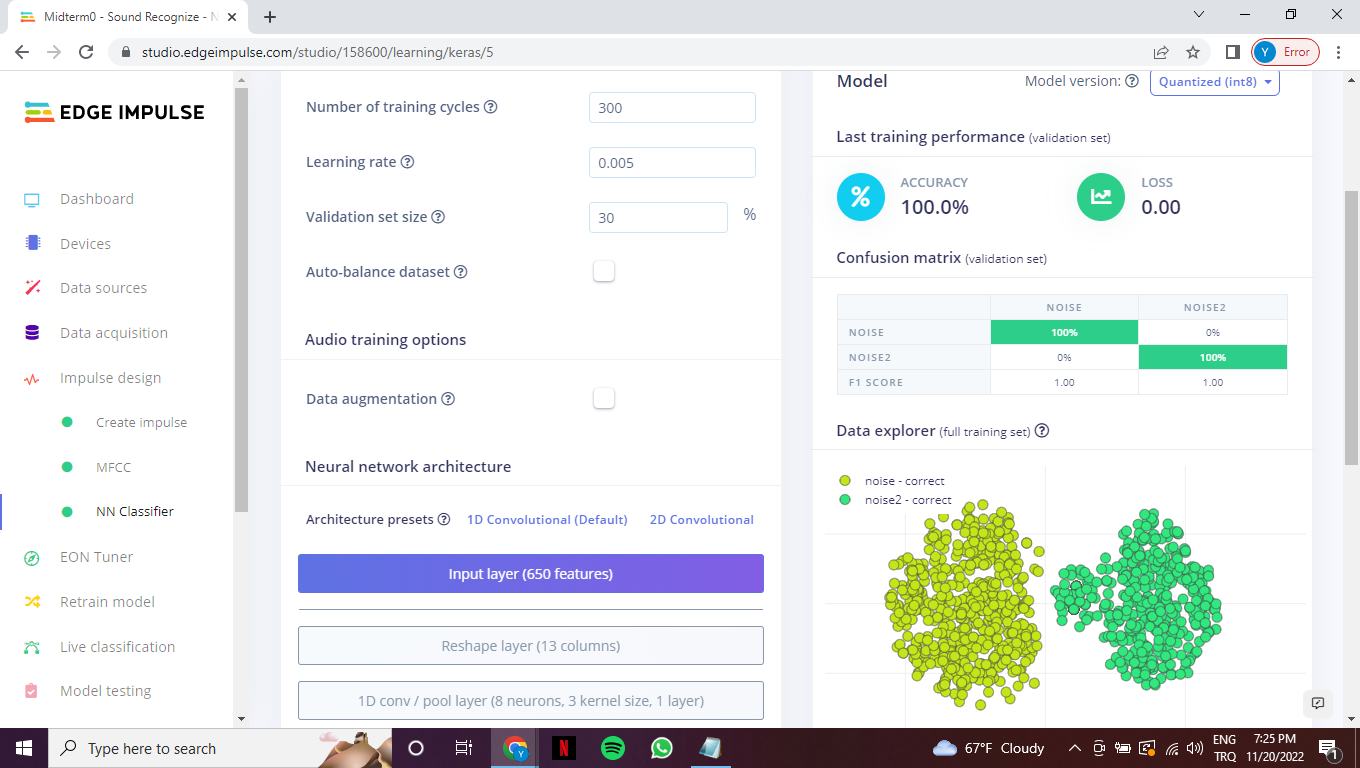 Midterm0 - Sound Recognize - N
studio.edgeimpulse.com/studio/158600/learning/keras/5
Y Error
EDGE IMPULSE
Dashboard
Devices
Data sources
Data acquisition
Impulse design
Create impulse
MFCC
NN Classifier
EON Tuner
Retrain model
Live classification
Model testing
Number of training cycles ?
300
Learning rate ?
0.005
Validation set size ?
30 %
Auto-balance dataset ?
Audio training options
Data augmentation ?
Neural network architecture
Architecture presets ? 1D Convolutional (Default) 2D Convolutional
Input layer (650 features)
Reshape layer (13 columns)
1D conv / pool layer (8 neurons, 3 kernel size, 1 layer)
Model Model version: ? Quantized (int8)
Last training performance (validation set)
% ACCURACY
100.0%
LOSS
0.00
Confusion matrix (validation set)
NOISE NOISE2
NOISE 100% 0%
NOISE2 0% 100%
F1 SCORE 1.00 1.00
Data explorer (full training set) ?
noise - correct
noise2 - correct
Type here to search
Y
N
67°F Cloudy
ENG
TRQ
7:25 PM
11/20/2022
1